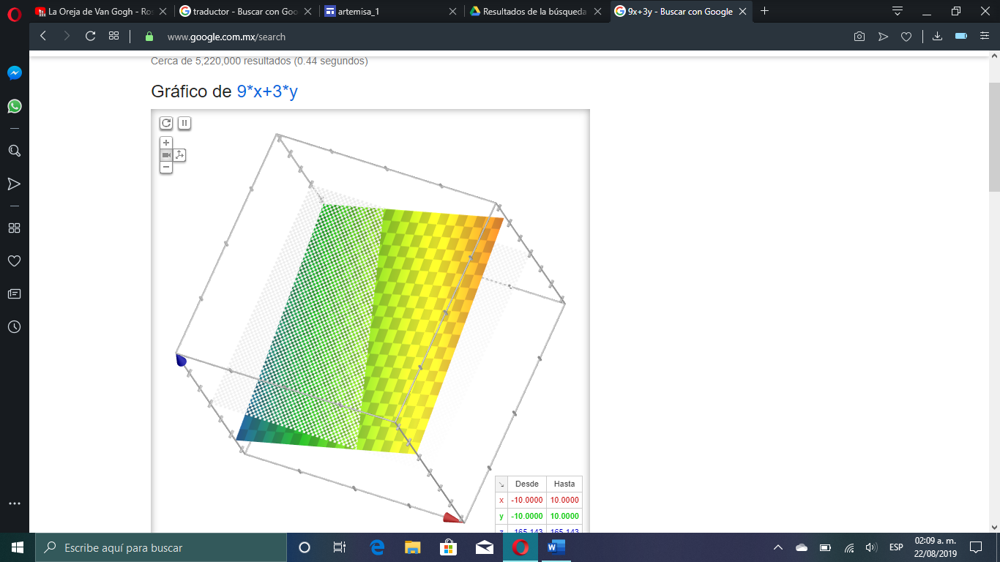 La Oreja de Van Gogh - Ros
traductor - Buscar con Goo
artemisa_1
Resultados de la búsqueda
9x+3y - Buscar con Google
www.google.com.mx/search
Cerca de 5,220,000 resultados (0.44 segundos)
Gráfico de 9*x+3*y
Desde Hasta
x -10.0000 10.0000
y -10.0000 10.0000
z -165.143 165.143
Escribe aquí para buscar
ESP
02:09 a. m.
22/08/2019